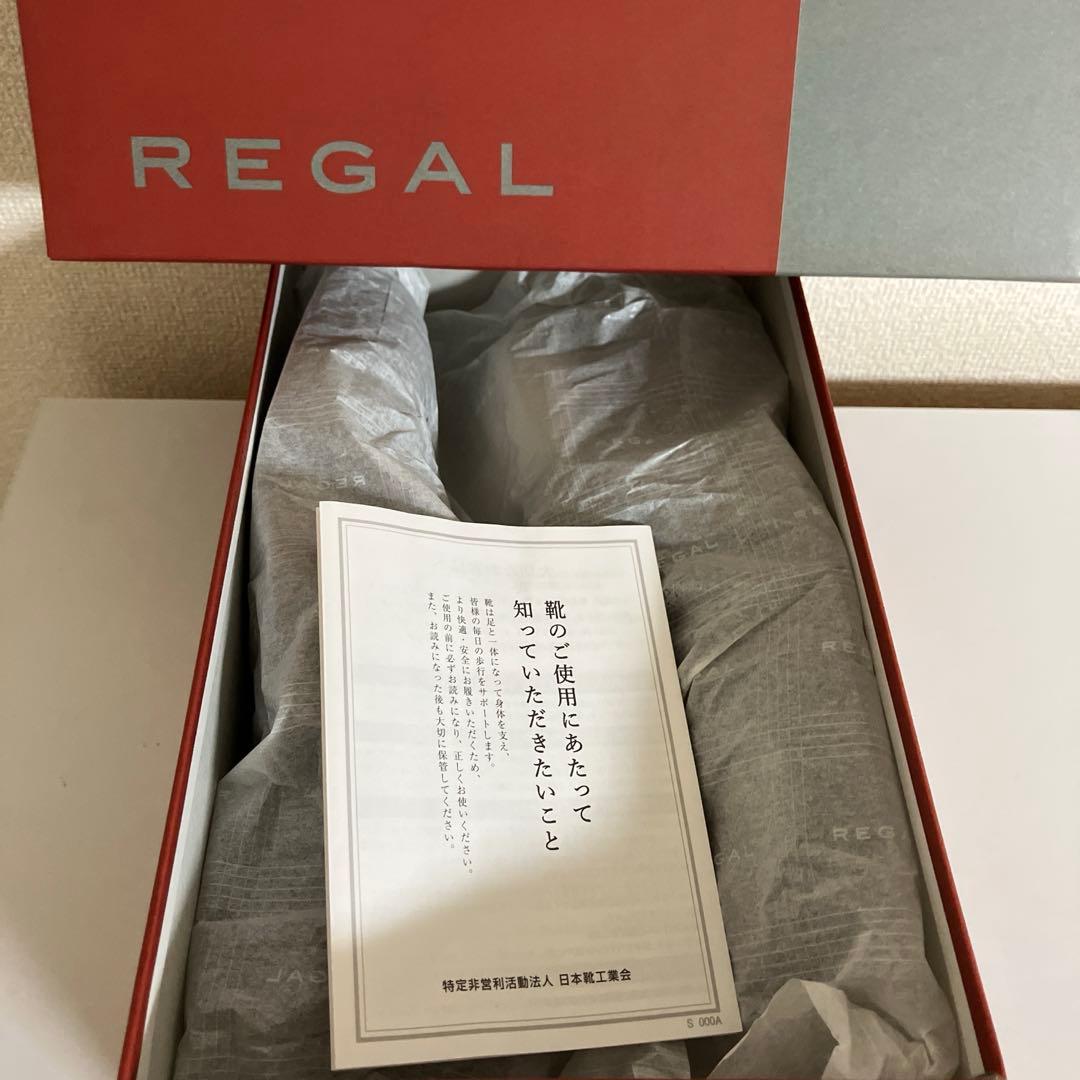 REGAL
靴のご使用にあたって
知っていただきたいこと
靴は足と一体になって身体を支え、
皆様の毎日の歩行をサポートします。
より快適・安全にお履きいただくため、
ご使用の前に必ずお読みになり、正しくお使いください。
また、お読みになった後も大切に保管してください。
特定非営利活動法人 日本靴工業会
S 000A
REGAL
REG
REGAL